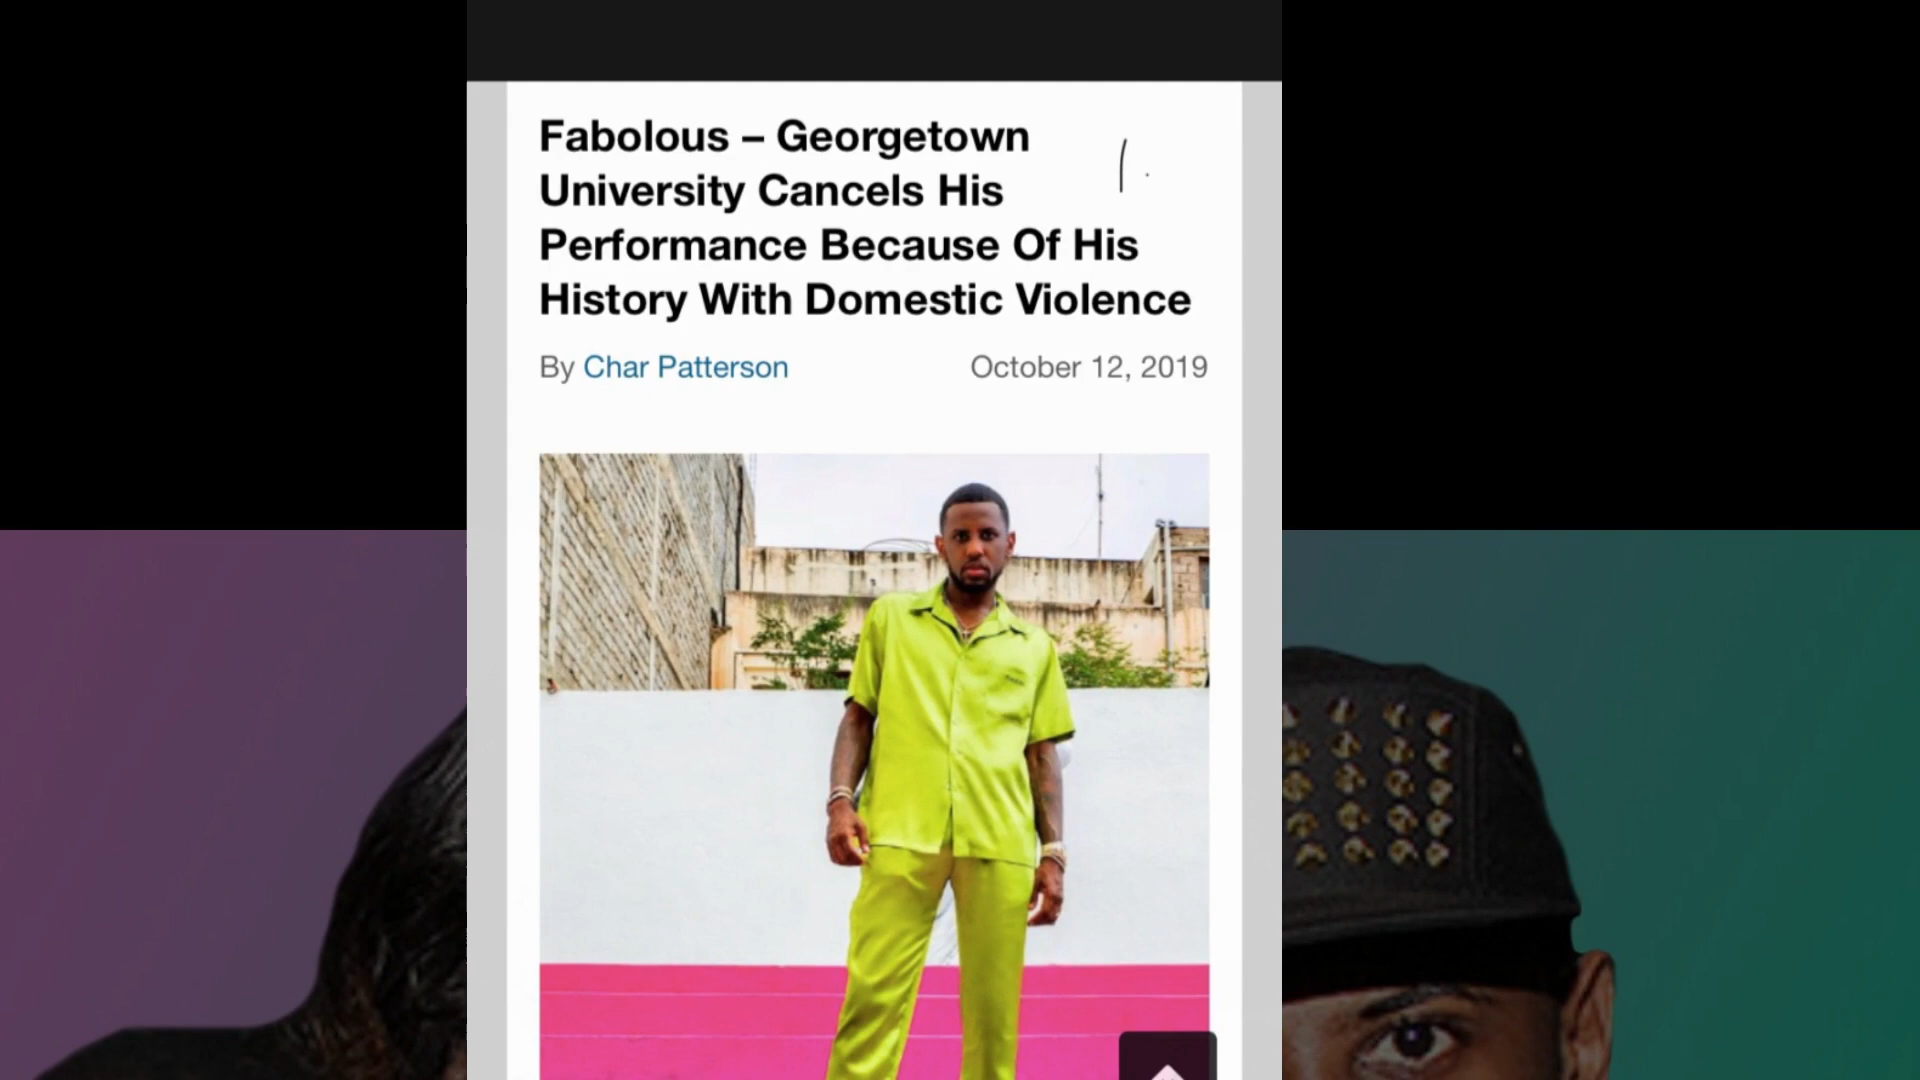 Fabolous – Georgetown
University Cancels His
Performance Because Of His
History With Domestic Violence
By Char Patterson
October 12, 2019